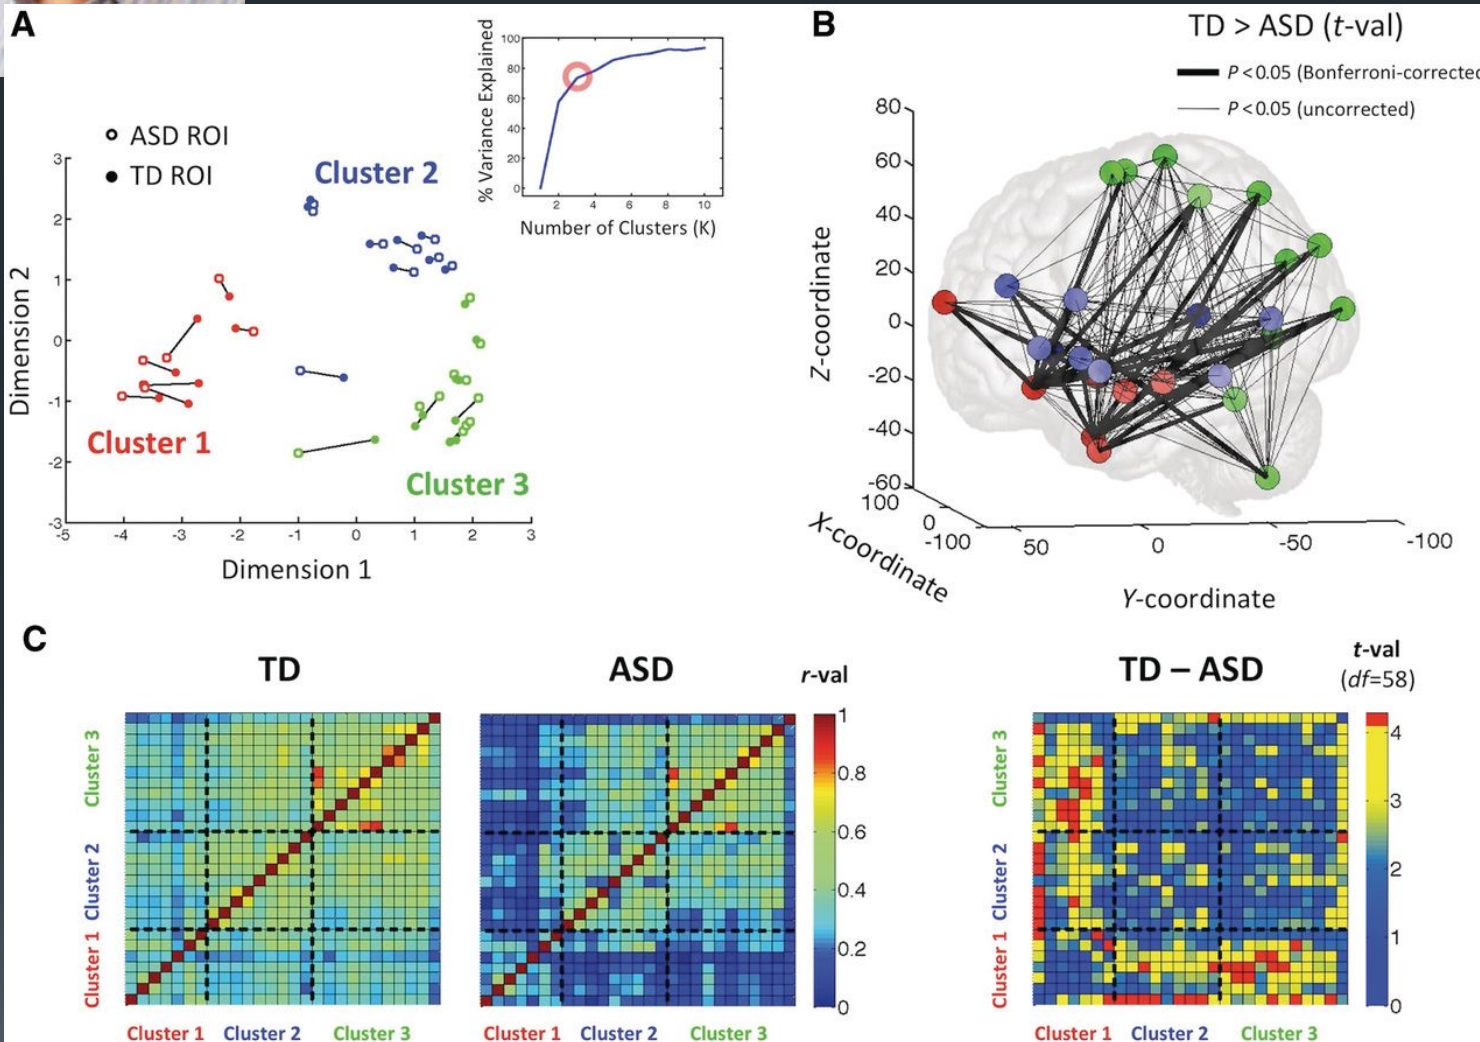 A
% Variance Explained
100
80
60
40
20
0
2 4 6 8 10
Number of Clusters (K)
ASD ROI
TD ROI
Cluster 2
Cluster 1
Cluster 3
Dimension 2
3
2
1
0
-1
-2
-3
-5 -4 -3 -2 -1 0 1 2 3
Dimension 1
B
TD > ASD (t-val)
P < 0.05 (Bonferroni-corrected
P < 0.05 (uncorrected)
Z-coordinate
80
60
40
20
0
-20
-40
-60
100
0
-100
X-coordinate
50 0 -50 -100
Y-coordinate
C
TD
Cluster 3
Cluster 2
Cluster 1
Cluster 1 Cluster 2 Cluster 3
ASD
Cluster 1 Cluster 2 Cluster 3
r-val
1
0.8
0.6
0.4
0.2
0
TD – ASD
Cluster 3
Cluster 2
Cluster 1
Cluster 1 Cluster 2 Cluster 3
t-val
(df=58)
4
3
2
1
0